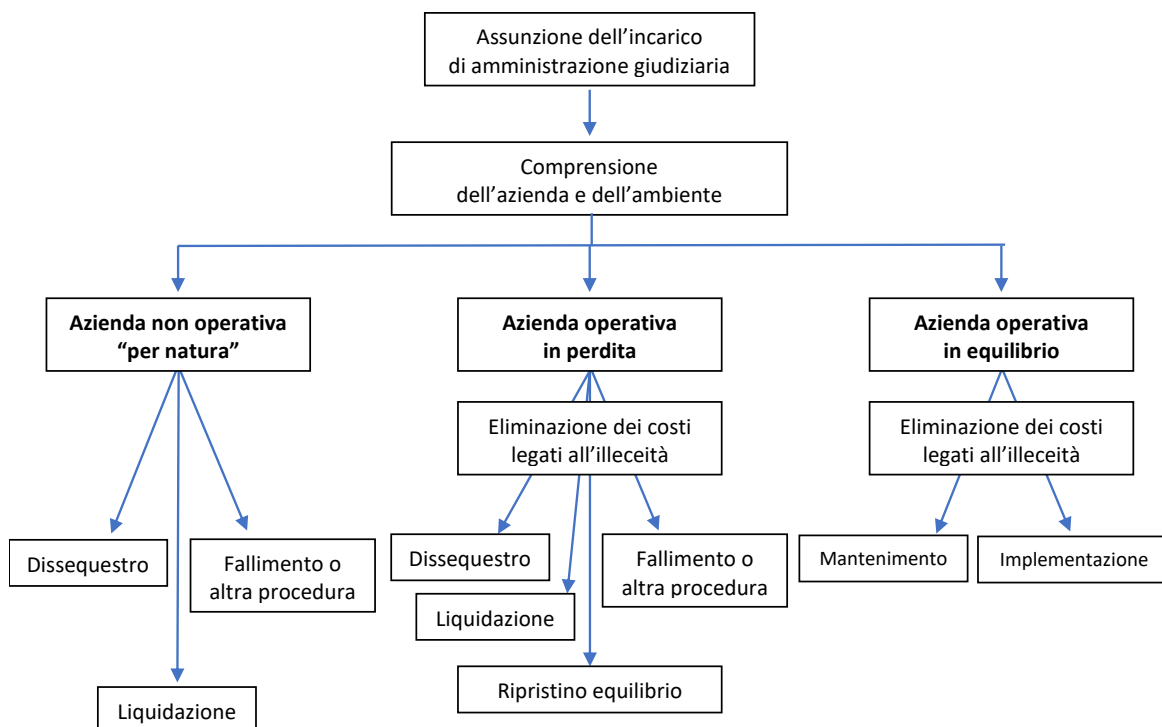 Assunzione dell’incarico
di amministrazione giudiziaria
Comprensione
dell’azienda e dell’ambiente
Azienda non operativa
“per natura”
Azienda operativa
in perdita
Azienda operativa
in equilibrio
Eliminazione dei costi
legati all’illeceità
Eliminazione dei costi
legati all’illeceità
Dissequestro
Fallimento o
altra procedura
Dissequestro
Fallimento o
altra procedura
Mantenimento
Implementazione
Liquidazione
Ripristino equilibrio
Liquidazione